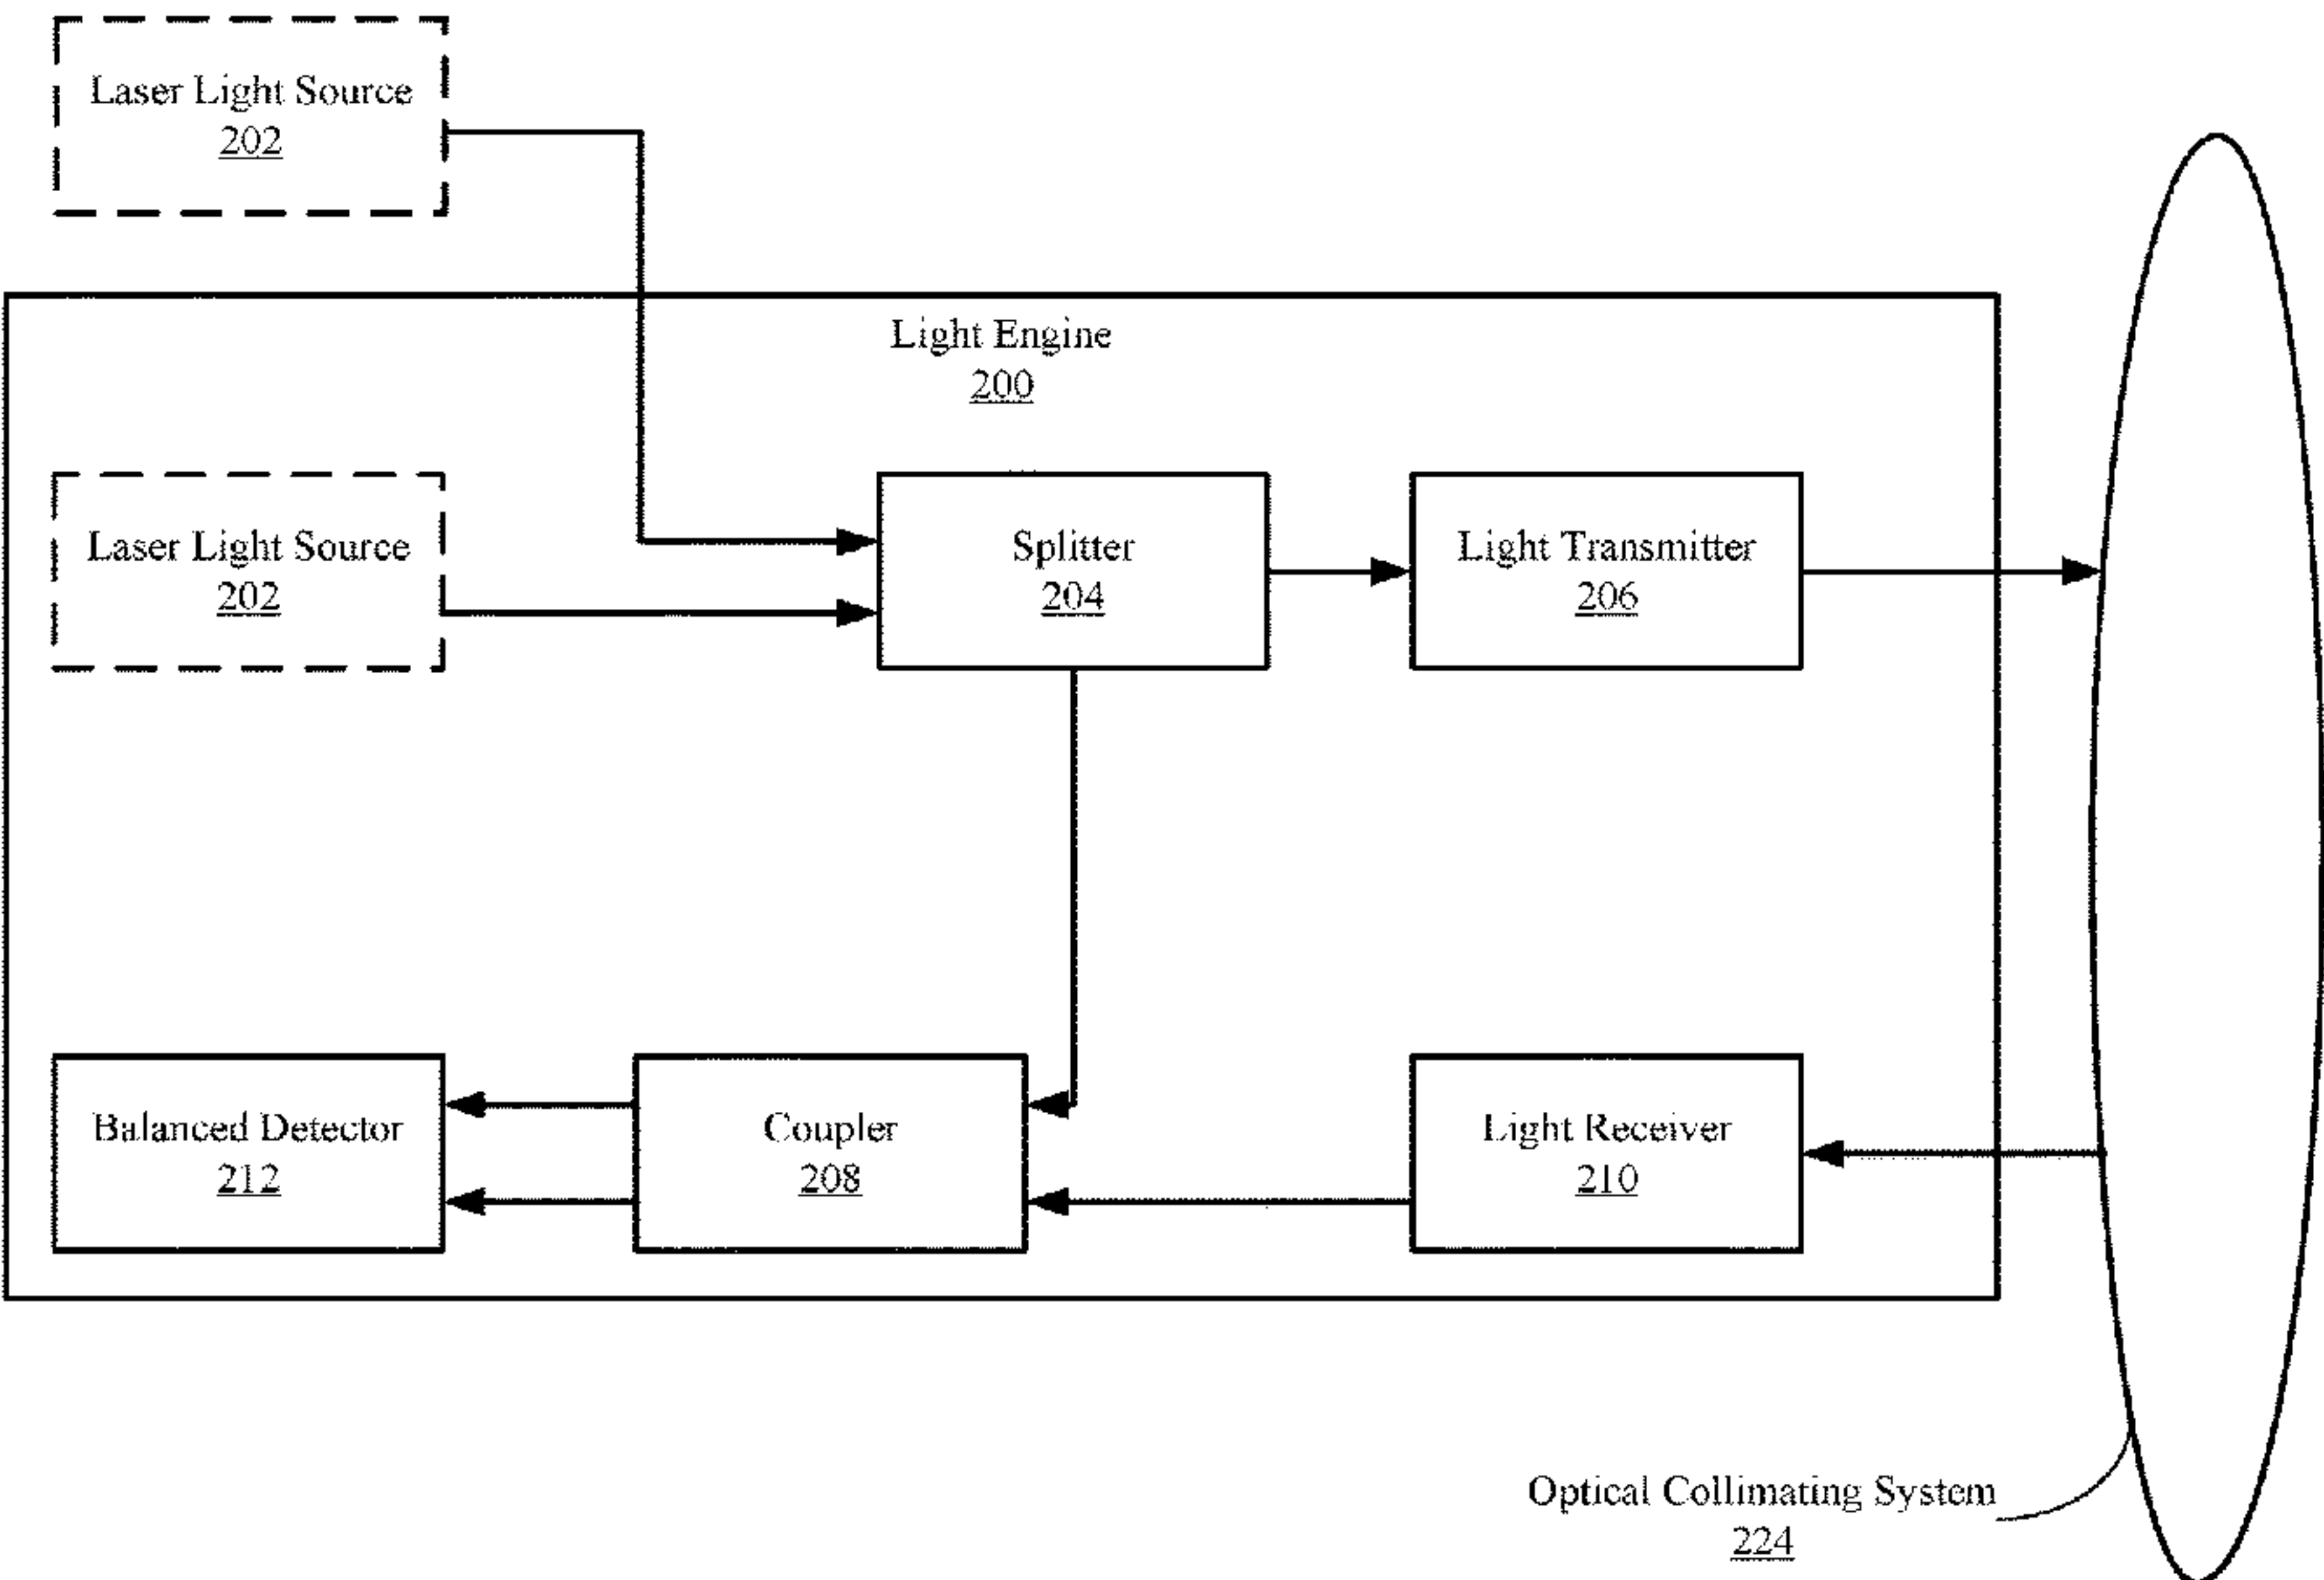 Laser Light Source
202
Light Engine
200
Laser Light Source
202
Splitter
204
Light Transmitter
206
Balanced Detector
212
Coupler
208
Light Receiver
210
Optical Collimating System
224